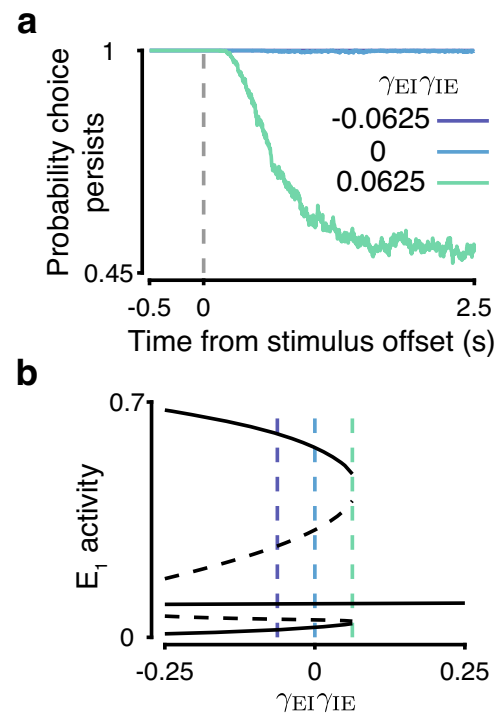 a
1
Probability choice
persists
0.45
γEIγIE
-0.0625
0
0.0625
-0.5 0 2.5
Time from stimulus offset (s)
b
0.7
E1 activity
0
-0.25 0 0.25
γEIγIE